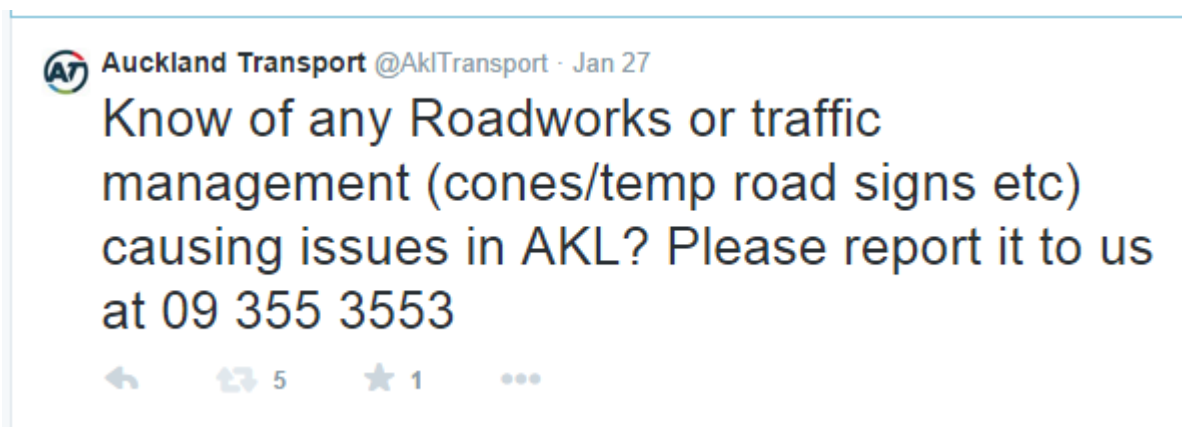 AT
Auckland Transport @AklTransport · Jan 27
Know of any Roadworks or traffic
management (cones/temp road signs etc)
causing issues in AKL? Please report it to us
at 09 355 3553
5 1